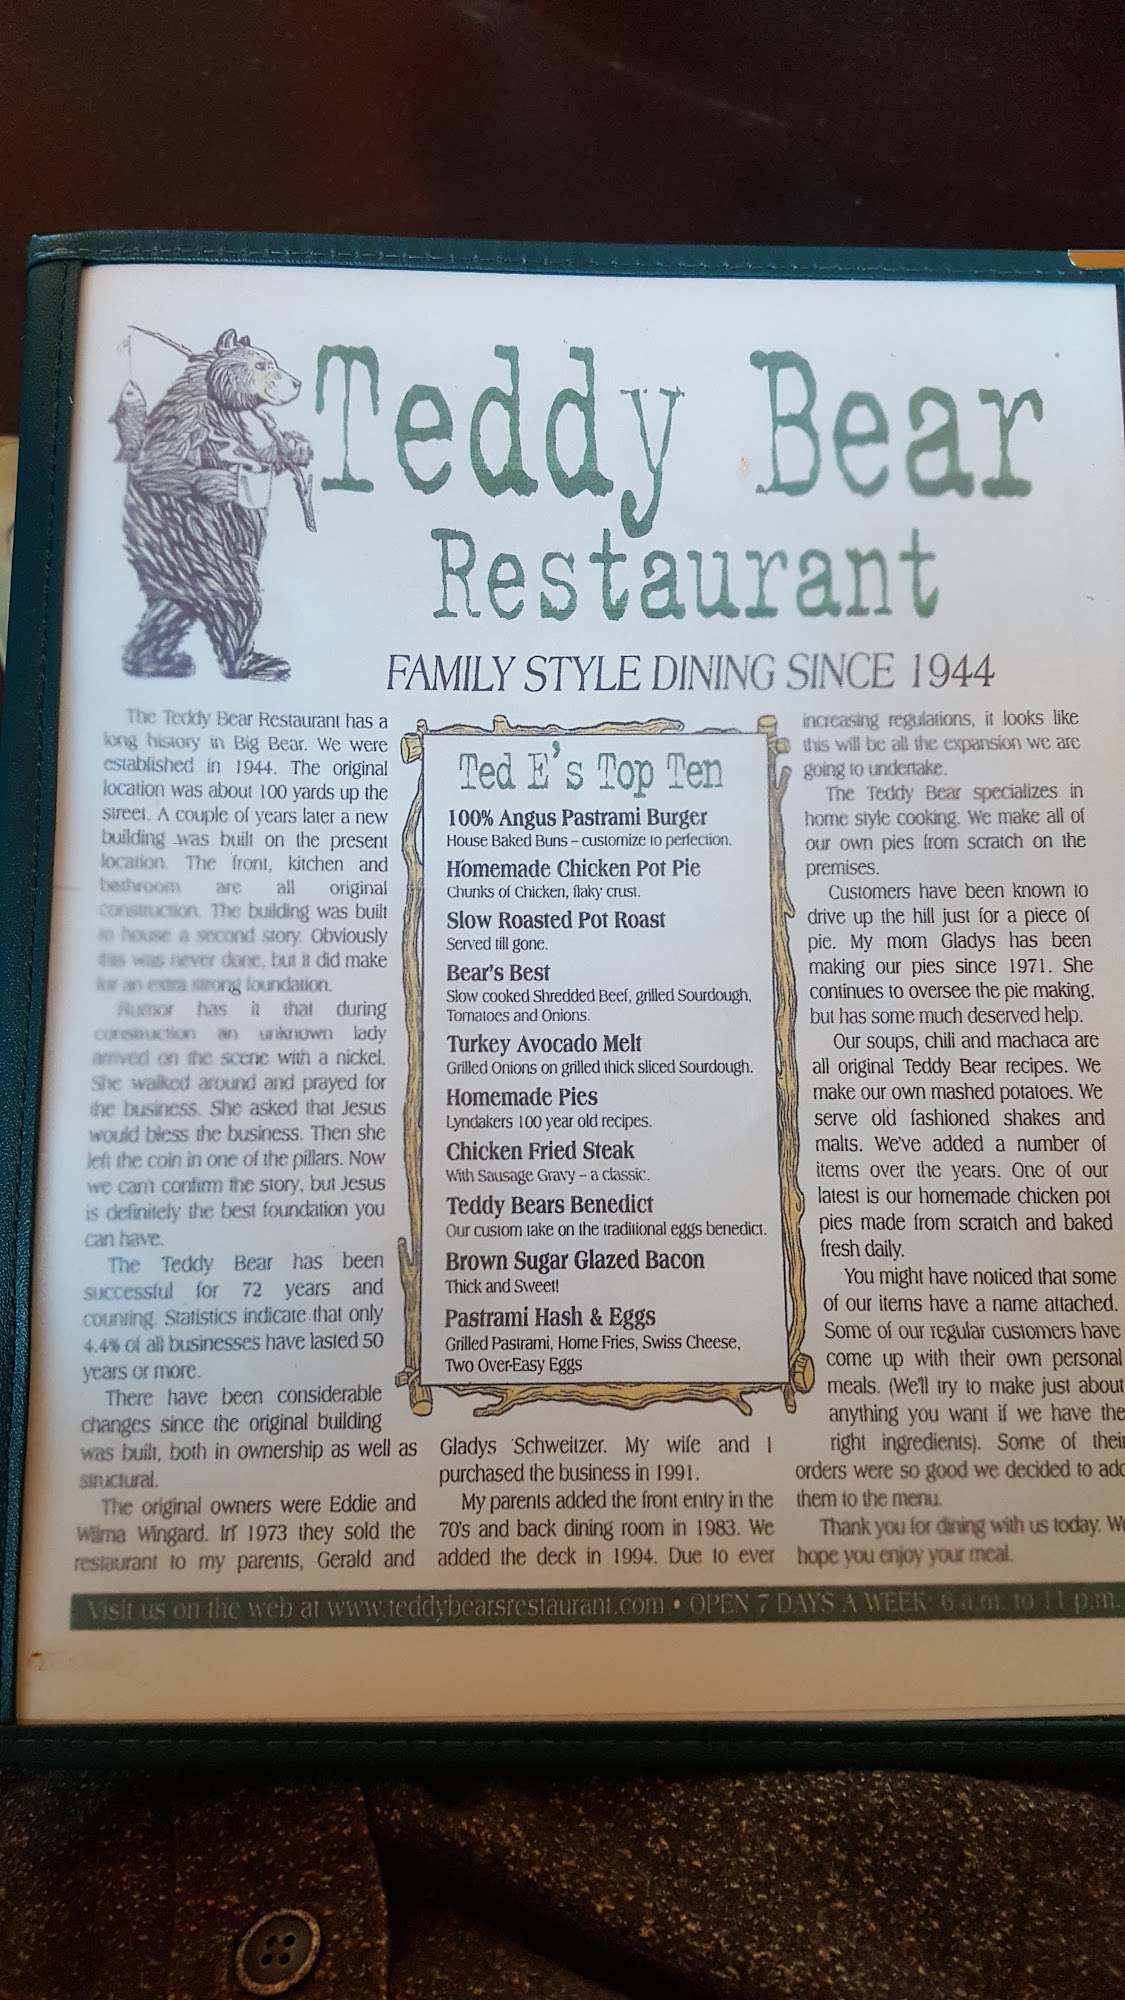 Teddy Bear
Restaurant
FAMILY STYLE DINING SINCE 1944
The Teddy Bear Restaurant has a
long history in Big Bear. We were
established in 1944. The original
location was about 100 yards up the
street. A couple of years later a new
building was built on the present
location. The front, kitchen and
bathroom are all original
construction. The building was built
to house a second story. Obviously
this was never done, but it did make
for an extra strong foundation.
Rumor has it that during
construction an unknown lady
arrived on the scene with a nickel.
She walked around and prayed for
the business. She asked that Jesus
would bless the business. Then she
left the coin in one of the pillars. Now
we can't confirm the story, but Jesus
is definitely the best foundation you
can have.
The Teddy Bear has been
successful for 72 years and
counting. Statistics indicate that only
4.4% of all businesses have lasted 50
years or more.
There have been considerable
changes since the original building
was built, both in ownership as well as
structural.
The original owners were Eddie and
Wilma Wingard. In 1973 they sold the
restaurant to my parents, Gerald and
Ted E's Top Ten
100% Angus Pastrami Burger
House Baked Buns – customize to perfection.
Homemade Chicken Pot Pie
Chunks of Chicken, flaky crust.
Slow Roasted Pot Roast
Served till gone.
Bear's Best
Slow cooked Shredded Beef, grilled Sourdough,
Tomatoes and Onions.
Turkey Avocado Melt
Grilled Onions on grilled thick sliced Sourdough.
Homemade Pies
Lyndakers 100 year old recipes.
Chicken Fried Steak
With Sausage Gravy – a classic.
Teddy Bears Benedict
Our custom take on the traditional eggs benedict.
Brown Sugar Glazed Bacon
Thick and Sweet!
Pastrami Hash & Eggs
Grilled Pastrami, Home Fries, Swiss Cheese,
Two Over-Easy Eggs
Gladys Schweitzer. My wife and I
purchased the business in 1991.
My parents added the front entry in the
70's and back dining room in 1983. We
added the deck in 1994. Due to ever
increasing regulations, it looks like
this will be all the expansion we are
going to undertake.
The Teddy Bear specializes in
home style cooking. We make all of
our own pies from scratch on the
premises.
Customers have been known to
drive up the hill just for a piece of
pie. My mom Gladys has been
making our pies since 1971. She
continues to oversee the pie making,
but has some much deserved help.
Our soups, chili and machaca are
all original Teddy Bear recipes. We
make our own mashed potatoes. We
serve old fashioned shakes and
malts. We've added a number of
items over the years. One of our
latest is our homemade chicken pot
pies made from scratch and baked
fresh daily.
You might have noticed that some
of our items have a name attached.
Some of our regular customers have
come up with their own personal
meals. (We'll try to make just about
anything you want if we have the
right ingredients). Some of their
orders were so good we decided to add
them to the menu.
Thank you for dining with us today. We
hope you enjoy your meal.
Visit us on the web at www.teddybearsrestaurant.com • OPEN 7 DAYS A WEEK: 6 a.m. to 11 p.m.